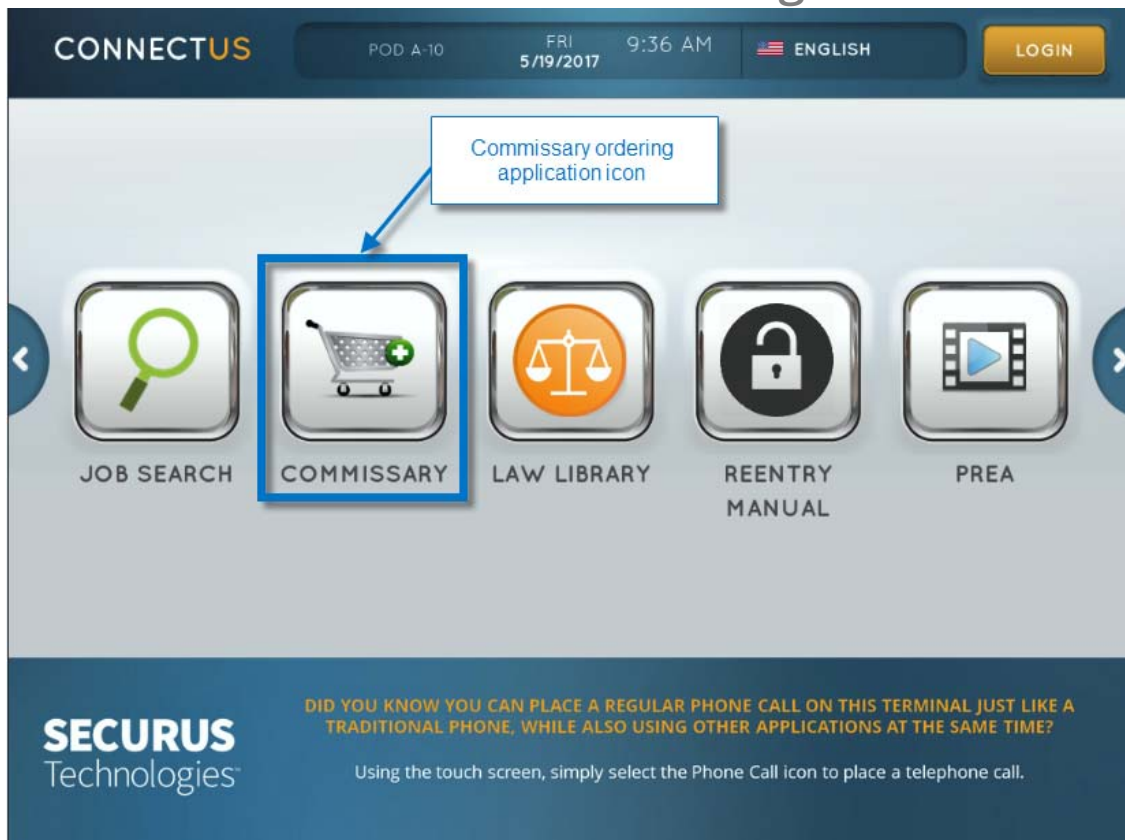 CONNECTUS
POD A-10
FRI
5/19/2017
9:36 AM
ENGLISH
LOGIN
Commissary ordering
application icon
JOB SEARCH
COMMISSARY
LAW LIBRARY
REENTRY
MANUAL
PREA
SECURUS
Technologies
DID YOU KNOW YOU CAN PLACE A REGULAR PHONE CALL ON THIS TERMINAL JUST LIKE A
TRADITIONAL PHONE, WHILE ALSO USING OTHER APPLICATIONS AT THE SAME TIME?
Using the touch screen, simply select the Phone Call icon to place a telephone call.